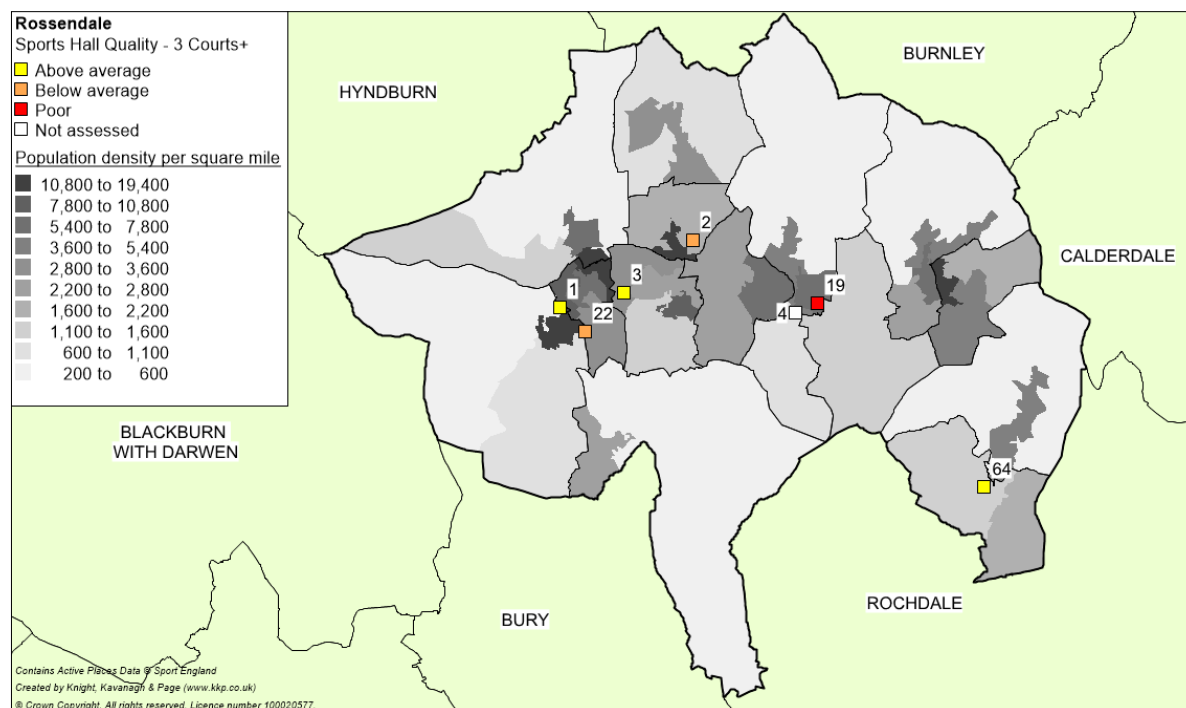 Rossendale
Sports Hall Quality - 3 Courts+
Above average
Below average
Poor
Not assessed
Population density per square mile
10,800 to 19,400
7,800 to 10,800
5,400 to 7,800
3,600 to 5,400
2,800 to 3,600
2,200 to 2,800
1,600 to 2,200
1,100 to 1,600
600 to 1,100
200 to 600
HYNDBURN
BURNLEY
CALDERDALE
BLACKBURN
WITH DARWEN
BURY
ROCHDALE
2
3
1
22
19
4
64
Contains Active Places Data © Sport England
Created by Knight, Kavanagh & Page (www.kkp.co.uk)
© Crown Copyright. All rights reserved. Licence number 100020577.